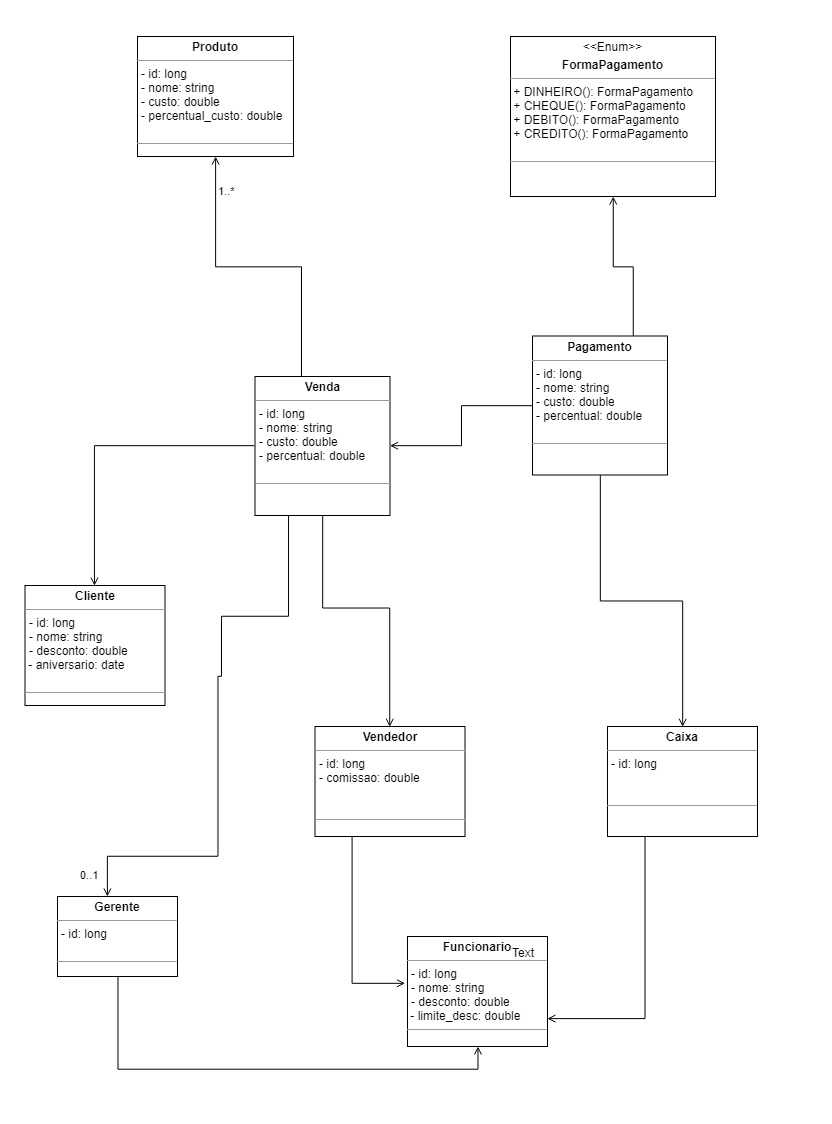 Produto
- id: long
- nome: string
- custo: double
- percentual_custo: double
1..*
<<Enum>>
FormaPagamento
+ DINHEIRO(): FormaPagamento
+ CHEQUE(): FormaPagamento
+ DEBITO(): FormaPagamento
+ CREDITO(): FormaPagamento
Pagamento
- id: long
- nome: string
- custo: double
- percentual: double
Venda
- id: long
- nome: string
- custo: double
- percentual: double
Cliente
- id: long
- nome: string
- desconto: double
- aniversario: date
Vendedor
- id: long
- comissao: double
Caixa
- id: long
0..1
Gerente
- id: long
Funcionario
Text
- id: long
- nome: string
- desconto: double
- limite_desc: double